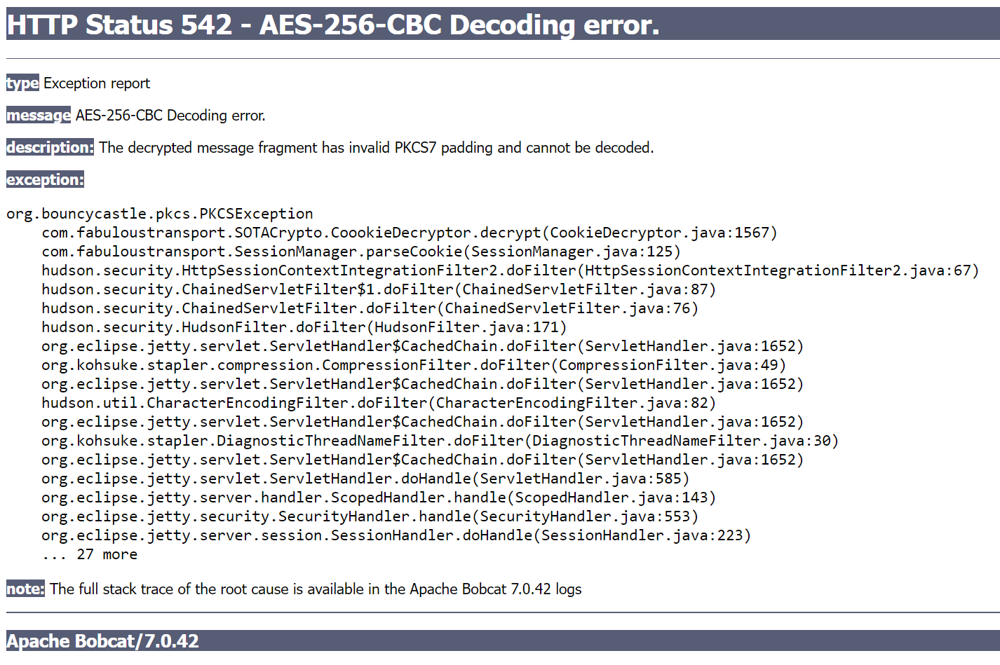 HTTP Status 542 - AES-256-CBC Decoding error.
type Exception report
message AES-256-CBC Decoding error.
description: The decrypted message fragment has invalid PKCS7 padding and cannot be decoded.
exception:
org.bouncycastle.pkcs.PKCSException
com.fabuloustransport.SOTACrypto.CoookieDecryptor.decrypt(CookieDecryptor.java:1567)
com.fabuloustransport.SessionManager.parseCookie(SessionManager.java:125)
hudson.security.HttpSessionContextIntegrationFilter2.doFilter(HttpSessionContextIntegrationFilter2.java:67)
hudson.security.ChainedServletFilter$1.doFilter(ChainedServletFilter.java:87)
hudson.security.ChainedServletFilter.doFilter(ChainedServletFilter.java:76)
hudson.security.HudsonFilter.doFilter(HudsonFilter.java:171)
org.eclipse.jetty.servlet.ServletHandler$CachedChain.doFilter(ServletHandler.java:1652)
org.kohsuke.stapler.compression.CompressionFilter.doFilter(CompressionFilter.java:49)
org.eclipse.jetty.servlet.ServletHandler$CachedChain.doFilter(ServletHandler.java:1652)
hudson.util.CharacterEncodingFilter.doFilter(CharacterEncodingFilter.java:82)
org.eclipse.jetty.servlet.ServletHandler$CachedChain.doFilter(ServletHandler.java:1652)
org.kohsuke.stapler.DiagnosticThreadNameFilter.doFilter(DiagnosticThreadNameFilter.java:30)
org.eclipse.jetty.servlet.ServletHandler$CachedChain.doFilter(ServletHandler.java:1652)
org.eclipse.jetty.servlet.ServletHandler.doHandle(ServletHandler.java:585)
org.eclipse.jetty.server.handler.ScopedHandler.handle(ScopedHandler.java:143)
org.eclipse.jetty.security.SecurityHandler.handle(SecurityHandler.java:553)
org.eclipse.jetty.server.session.SessionHandler.doHandle(SessionHandler.java:223)
... 27 more
note: The full stack trace of the root cause is available in the Apache Bobcat 7.0.42 logs
Apache Bobcat/7.0.42